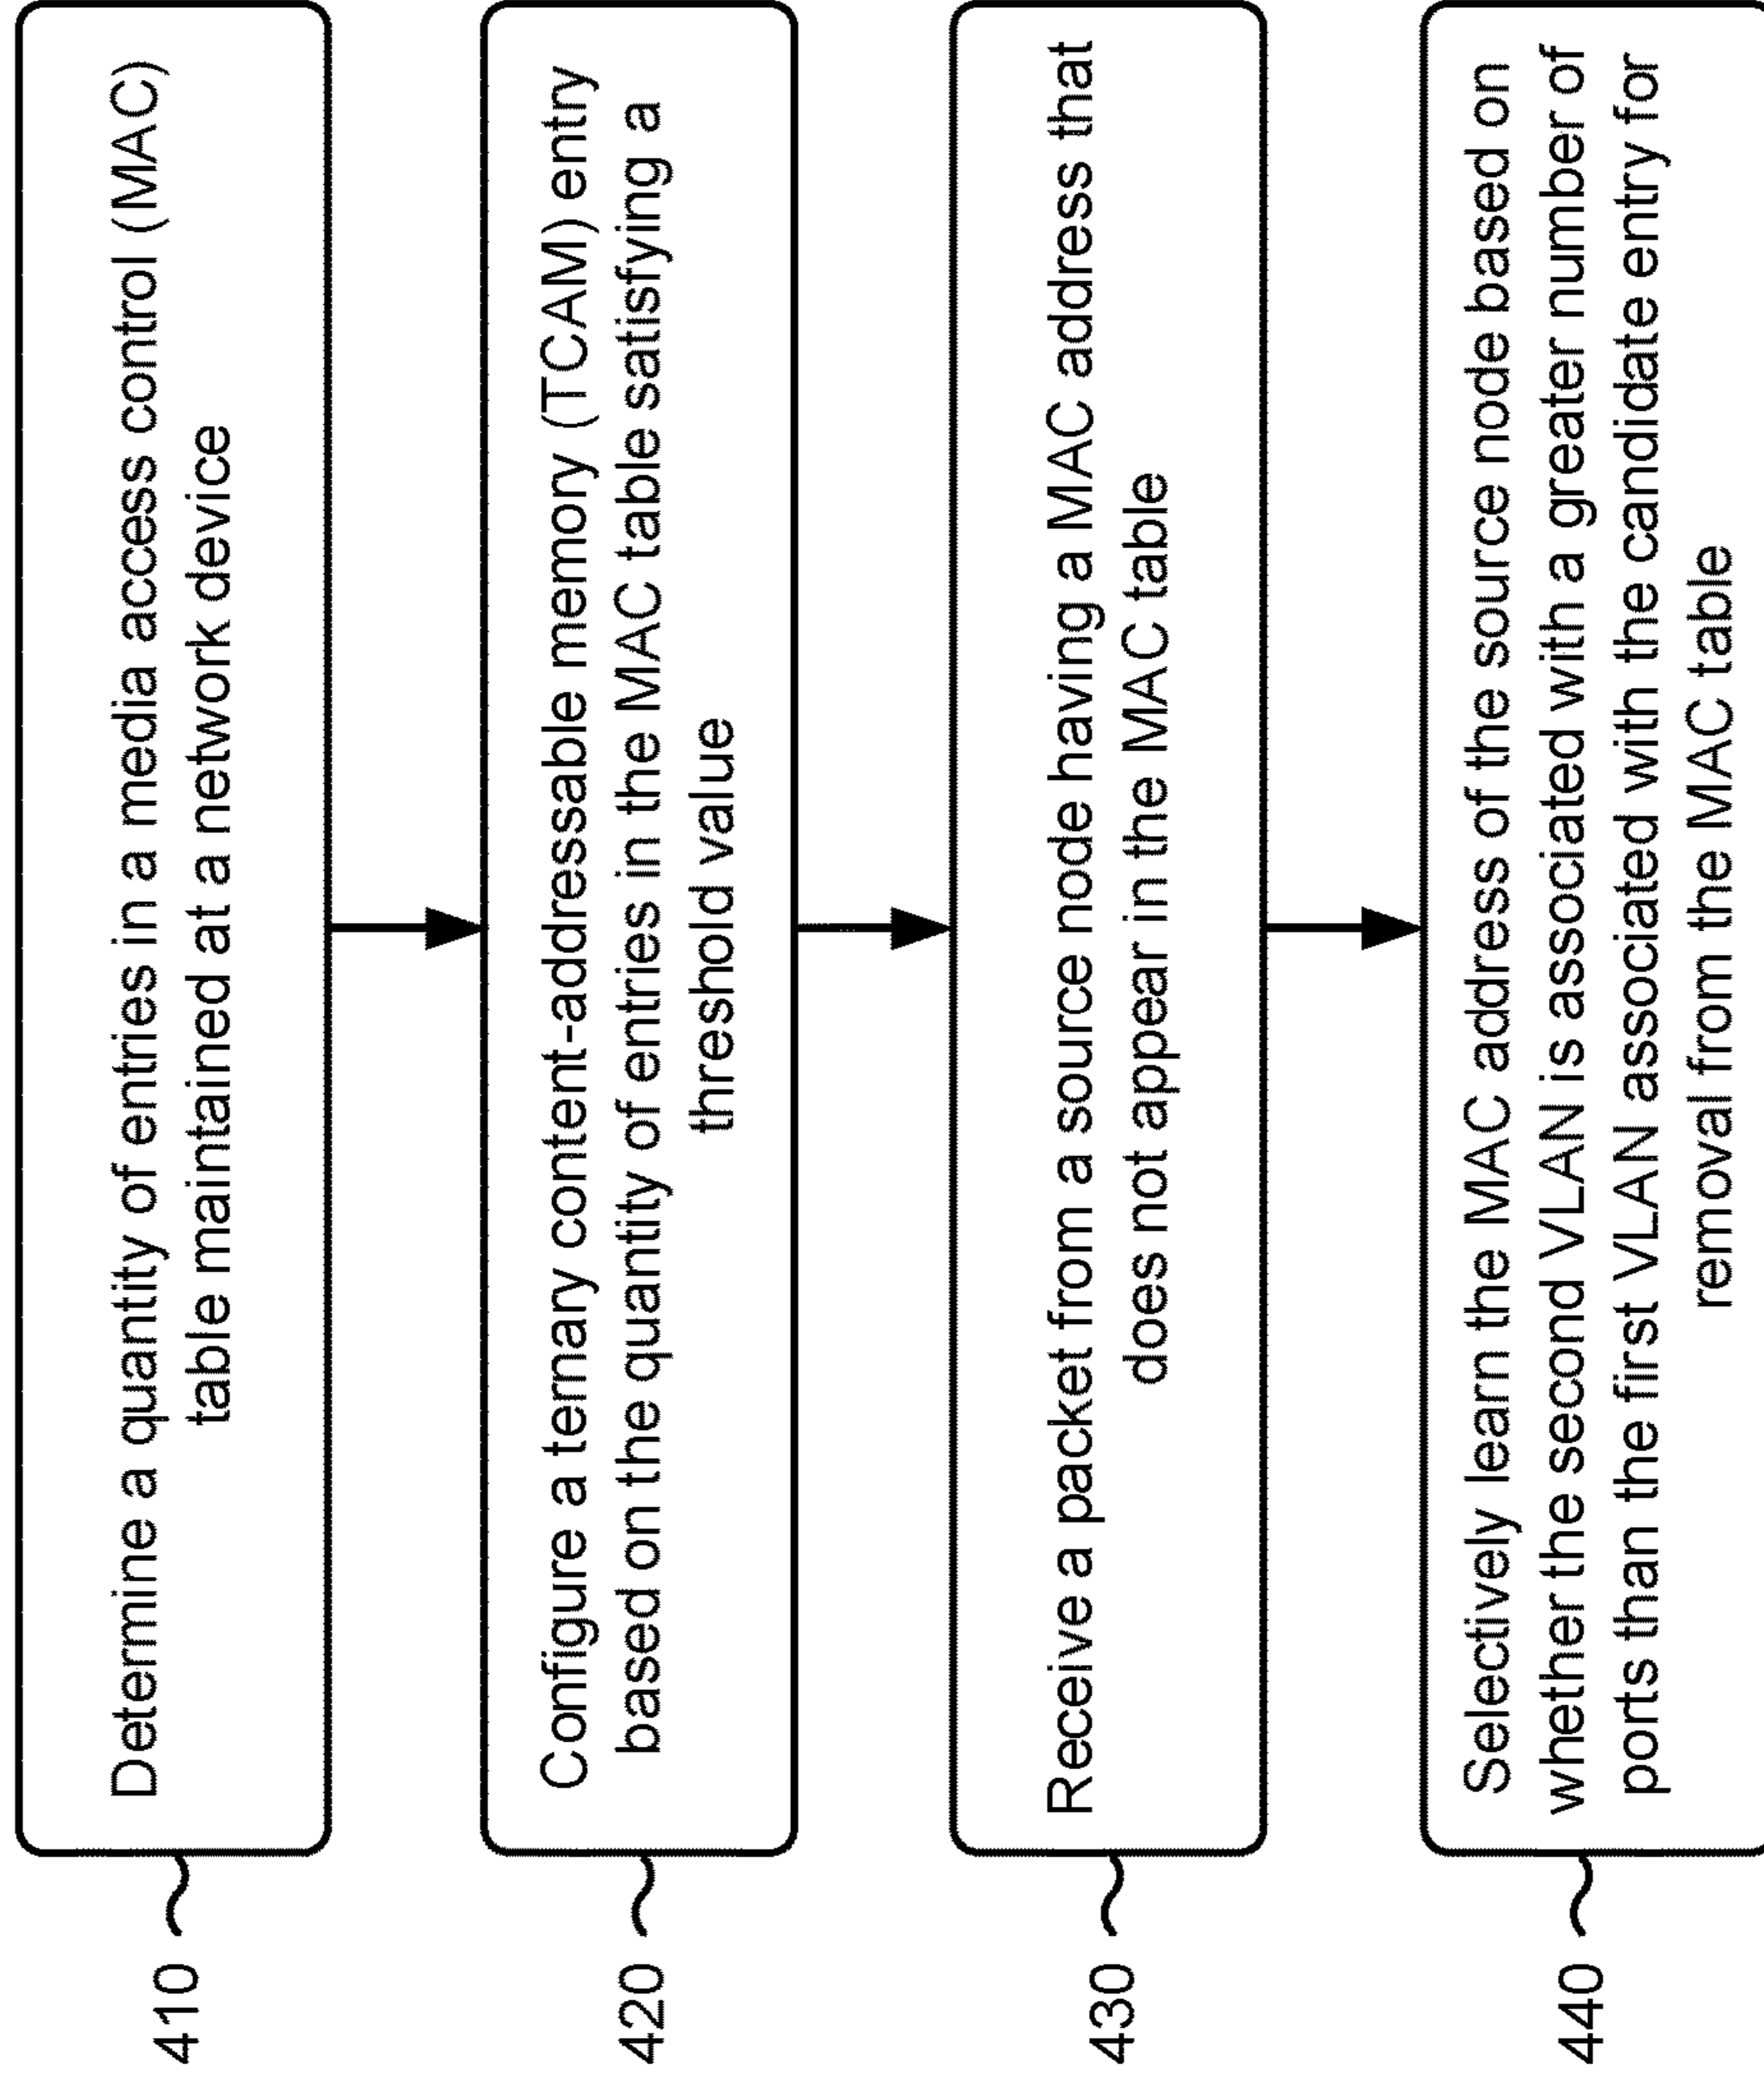 410
Determine a quantity of entries in a media access control (MAC)
table maintained at a network device
420
Configure a ternary content-addressable memory (TCAM) entry
based on the quantity of entries in the MAC table satisfying a
threshold value
430
Receive a packet from a source node having a MAC address that
does not appear in the MAC table
440
Selectively learn the MAC address of the source node based on
whether the second VLAN is associated with a greater number of
ports than the first VLAN associated with the candidate entry for
removal from the MAC table